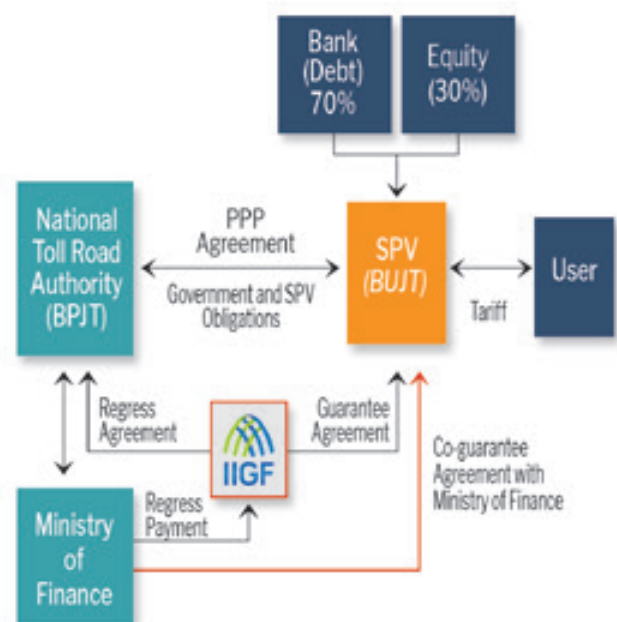 Bank
(Debt)
70%
Equity
(30%)
National
Toll Road
Authority
(BPJT)
PPP
Agreement
Government and SPV
Obligations
SPV
(BUJT)
Tariff
User
Regress
Agreement
IIGF
Guarantee
Agreement
Co-guarantee
Agreement with
Ministry of Finance
Regress
Payment
Ministry
of
Finance